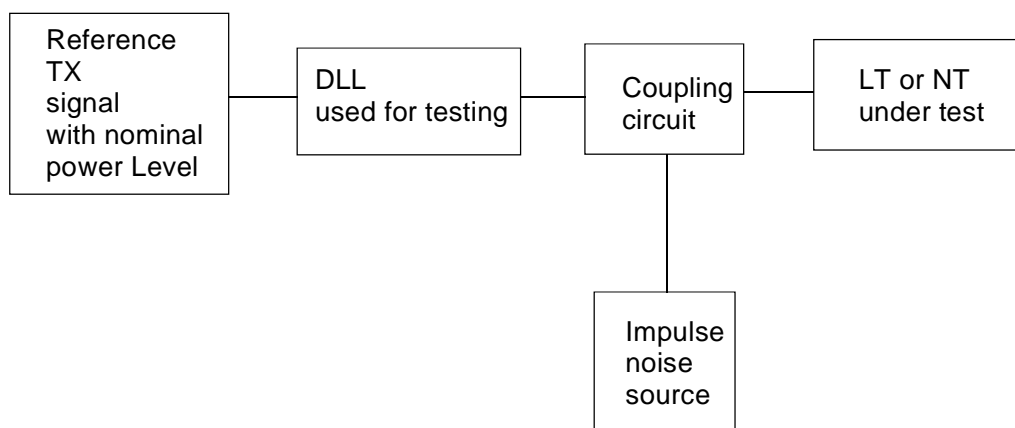 Reference
TX
signal
with nominal
power Level
DLL
used for testing
Coupling
circuit
LT or NT
under test
Impulse
noise
source